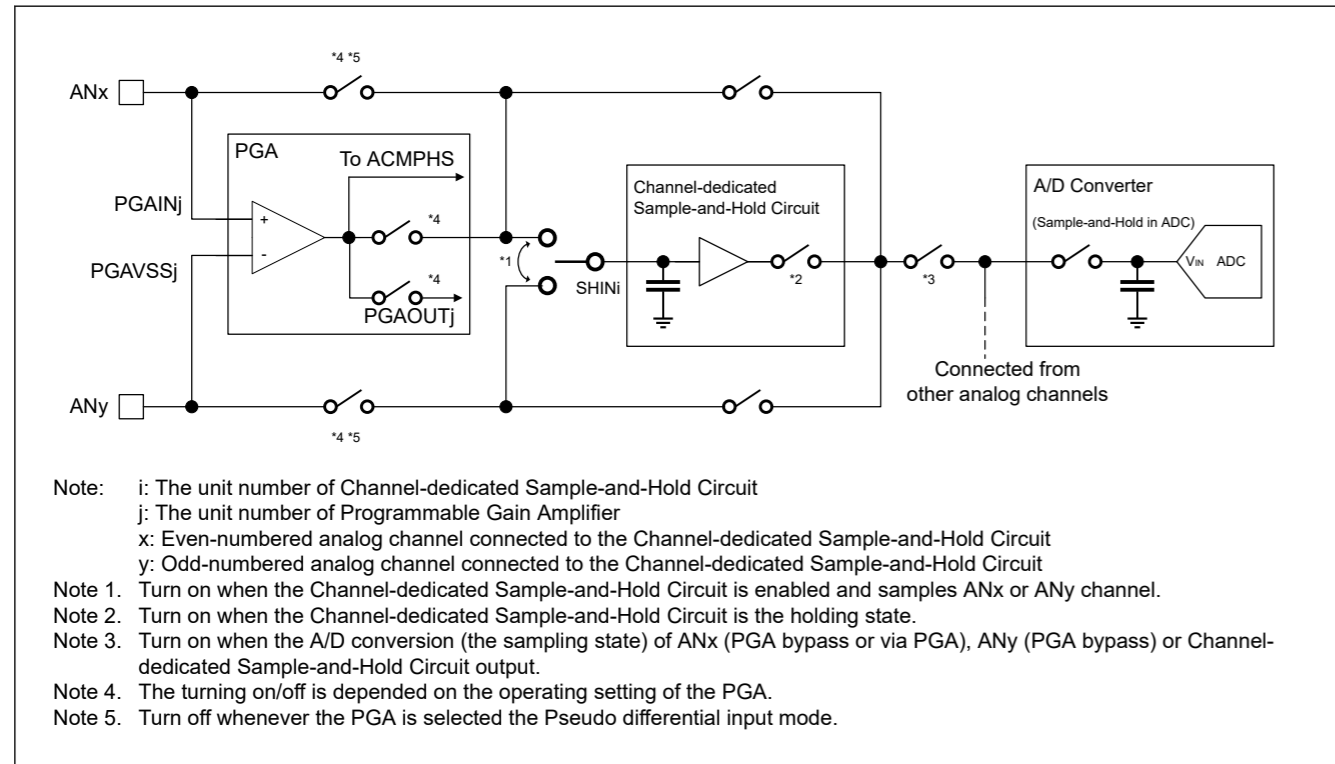 *4 *5
ANx
PGA
To ACMPHS
PGAINj
+
*4
-
PGAVSSj
*4
PGAOUTj
*1
SHINi
Channel-dedicated
Sample-and-Hold Circuit
*2
*3
A/D Converter
(Sample-and-Hold in ADC)
VIN ADC
Connected from
other analog channels
ANy
*4 *5
Note: i: The unit number of Channel-dedicated Sample-and-Hold Circuit
j: The unit number of Programmable Gain Amplifier
x: Even-numbered analog channel connected to the Channel-dedicated Sample-and-Hold Circuit
y: Odd-numbered analog channel connected to the Channel-dedicated Sample-and-Hold Circuit
Note 1. Turn on when the Channel-dedicated Sample-and-Hold Circuit is enabled and samples ANx or ANy channel.
Note 2. Turn on when the Channel-dedicated Sample-and-Hold Circuit is the holding state.
Note 3. Turn on when the A/D conversion (the sampling state) of ANx (PGA bypass or via PGA), ANy (PGA bypass) or Channel-
dedicated Sample-and-Hold Circuit output.
Note 4. The turning on/off is depended on the operating setting of the PGA.
Note 5. Turn off whenever the PGA is selected the Pseudo differential input mode.